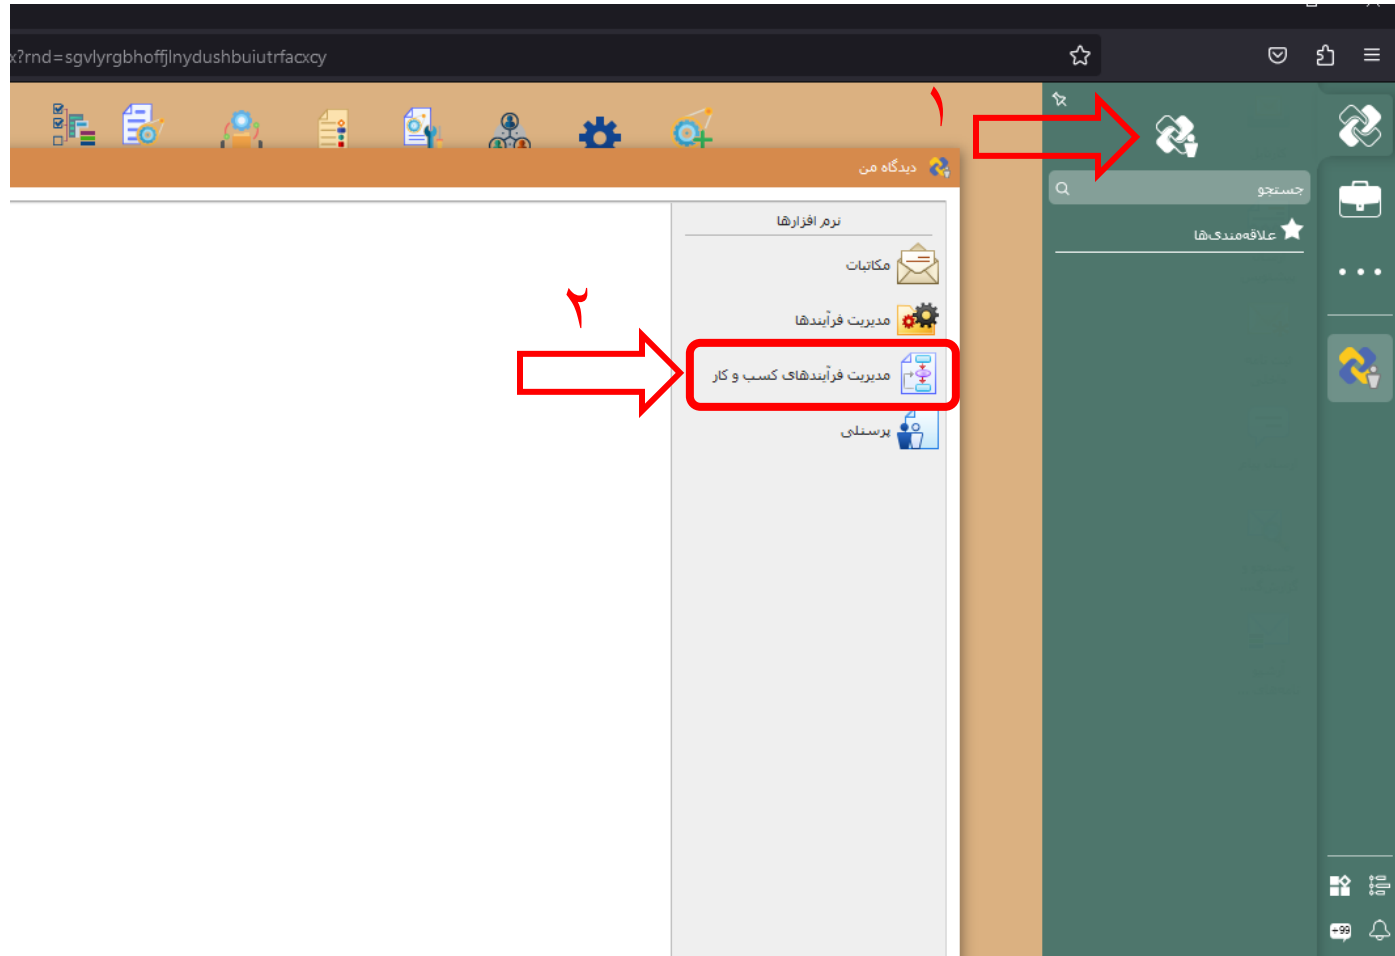 x?rnd=sgvlyrgbhoffjlnydushbuiutrfacxcy
۱
جستجو
علاقه‌مندی‌ها
دیدگاه من
نرم افزارها
مکاتبات
۲
مدیریت فرآیندها
مدیریت فرآیندهای کسب و کار
پرسنلی
+99